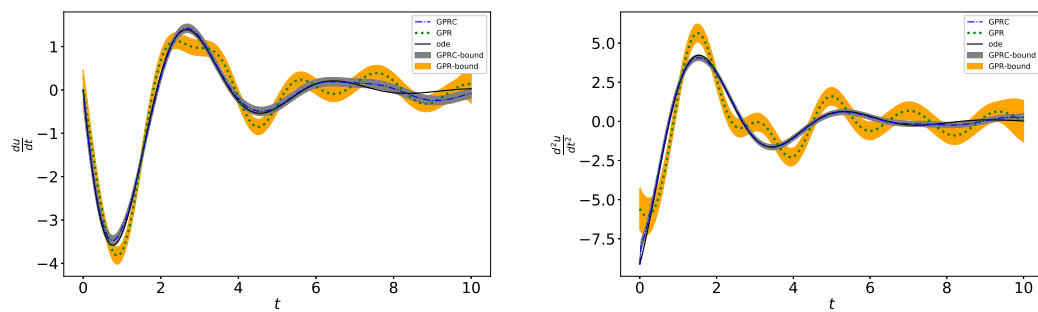 GPRC
GPR
ode
GPRC-bound
GPR-bound
1
0
−1
−2
−3
−4
du
dt
0
2
4
6
8
10
t
GPRC
GPR
ode
GPRC-bound
GPR-bound
5.0
2.5
0.0
−2.5
−5.0
−7.5
d²u
dt²
0
2
4
6
8
10
t